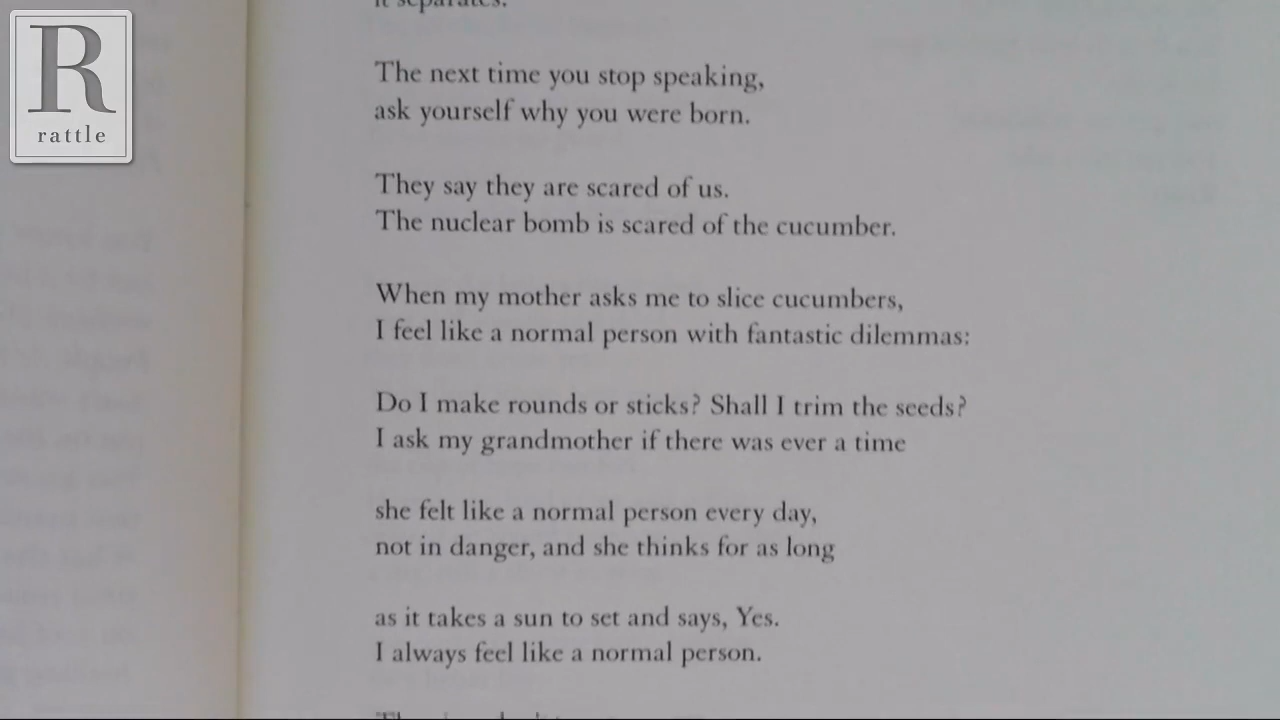 R
rattle
it separates.
The next time you stop speaking,
ask yourself why you were born.
They say they are scared of us.
The nuclear bomb is scared of the cucumber.
When my mother asks me to slice cucumbers,
I feel like a normal person with fantastic dilemmas:
Do I make rounds or sticks? Shall I trim the seeds?
I ask my grandmother if there was ever a time
she felt like a normal person every day,
not in danger, and she thinks for as long
as it takes a sun to set and says, Yes.
I always feel like a normal person.